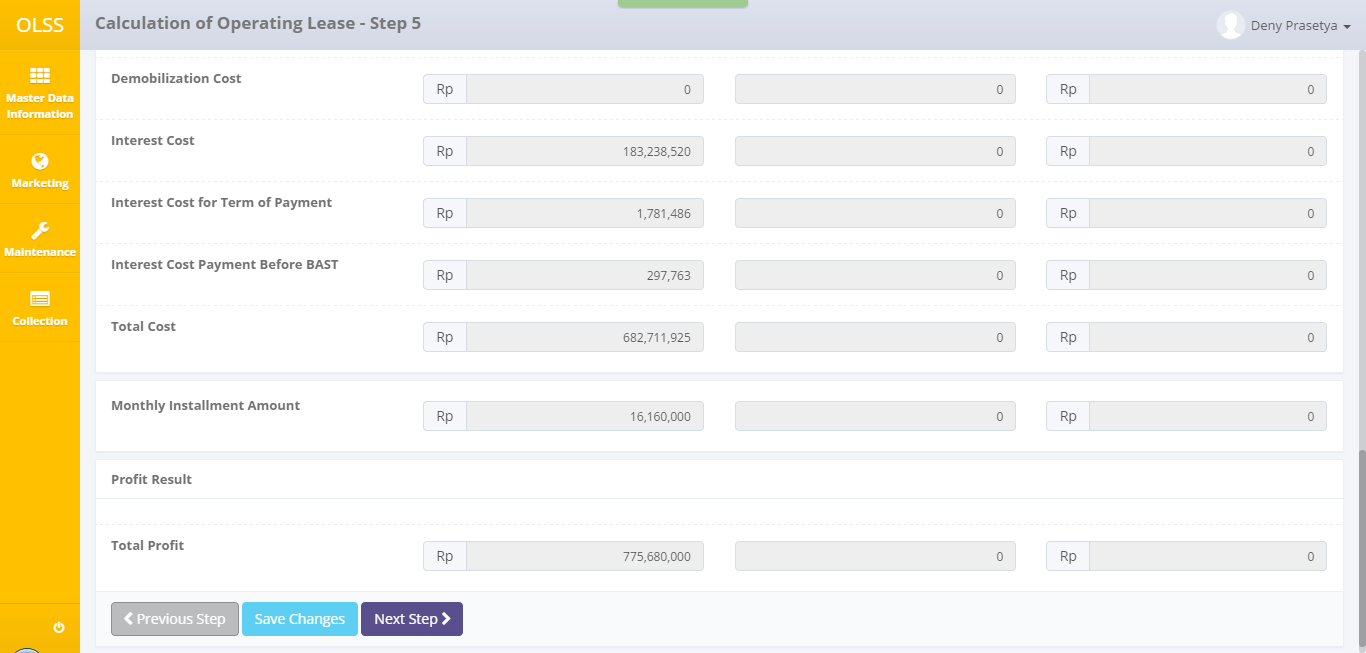 OLSS
Calculation of Operating Lease - Step 5
Deny Prasetya
Master Data
Information
Marketing
Maintenance
Collection
Demobilization Cost
Rp 0 0 Rp 0
Interest Cost
Rp 183,238,520 0 Rp 0
Interest Cost for Term of Payment
Rp 1,781,486 0 Rp 0
Interest Cost Payment Before BAST
Rp 297,763 0 Rp 0
Total Cost
Rp 682,711,925 0 Rp 0
Monthly Installment Amount
Rp 16,160,000 0 Rp 0
Profit Result
Total Profit
Rp 775,680,000 0 Rp 0
Previous Step
Save Changes
Next Step